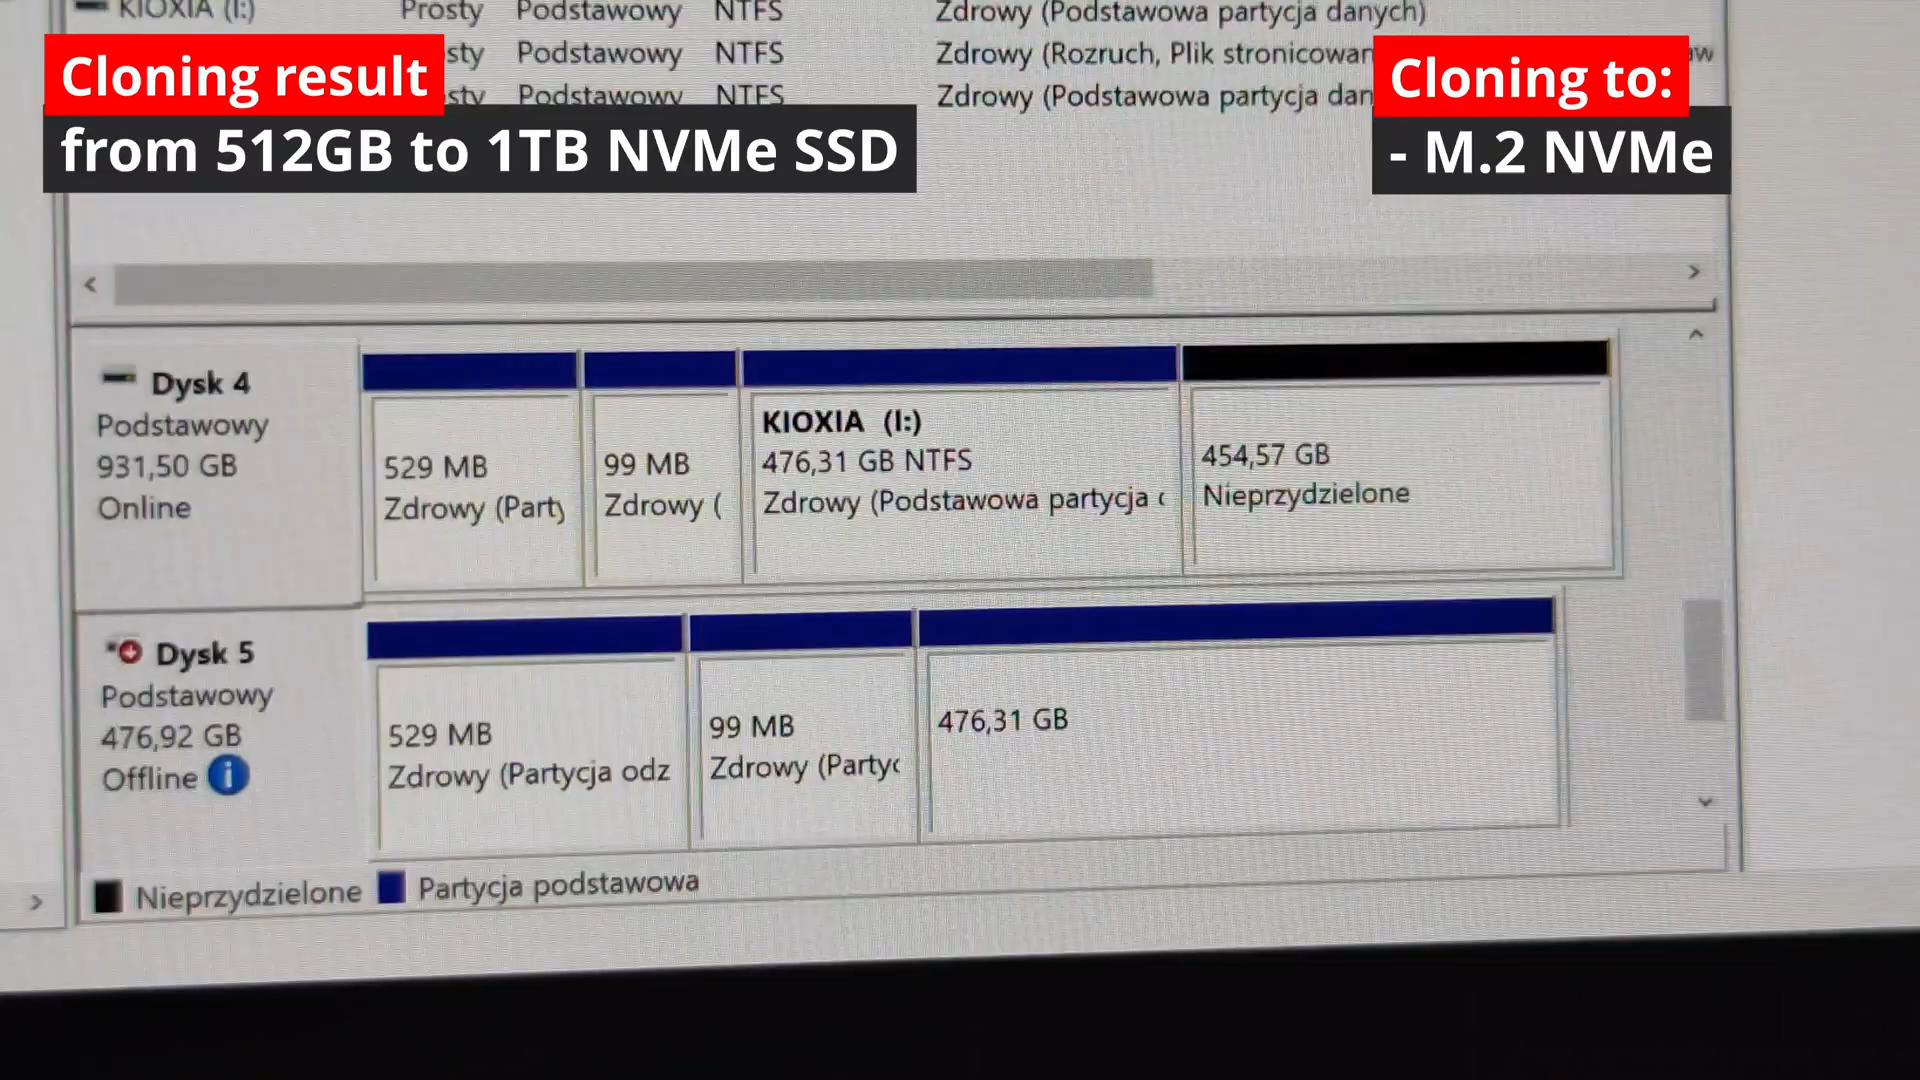 KIOXIA (I:) Prosty Podstawowy NTFS Zdrowy (Podstawowa partycja danych)
Cloning result
sty Podstawowy NTFS Zdrowy (Rozruch, Plik stronicowan
Cloning to:
aw
sty Podstawowy NTFS Zdrowy (Podstawowa partycja dan
from 512GB to 1TB NVMe SSD
- M.2 NVMe
Dysk 4
Podstawowy
931,50 GB
Online
529 MB
Zdrowy (Party
99 MB
Zdrowy (
KIOXIA (I:)
476,31 GB NTFS
Zdrowy (Podstawowa partycja c
454,57 GB
Nieprzydzielone
Dysk 5
Podstawowy
476,92 GB
Offline i
529 MB
Zdrowy (Partycja odz
99 MB
Zdrowy (Partyc
476,31 GB
Nieprzydzielone Partycja podstawowa